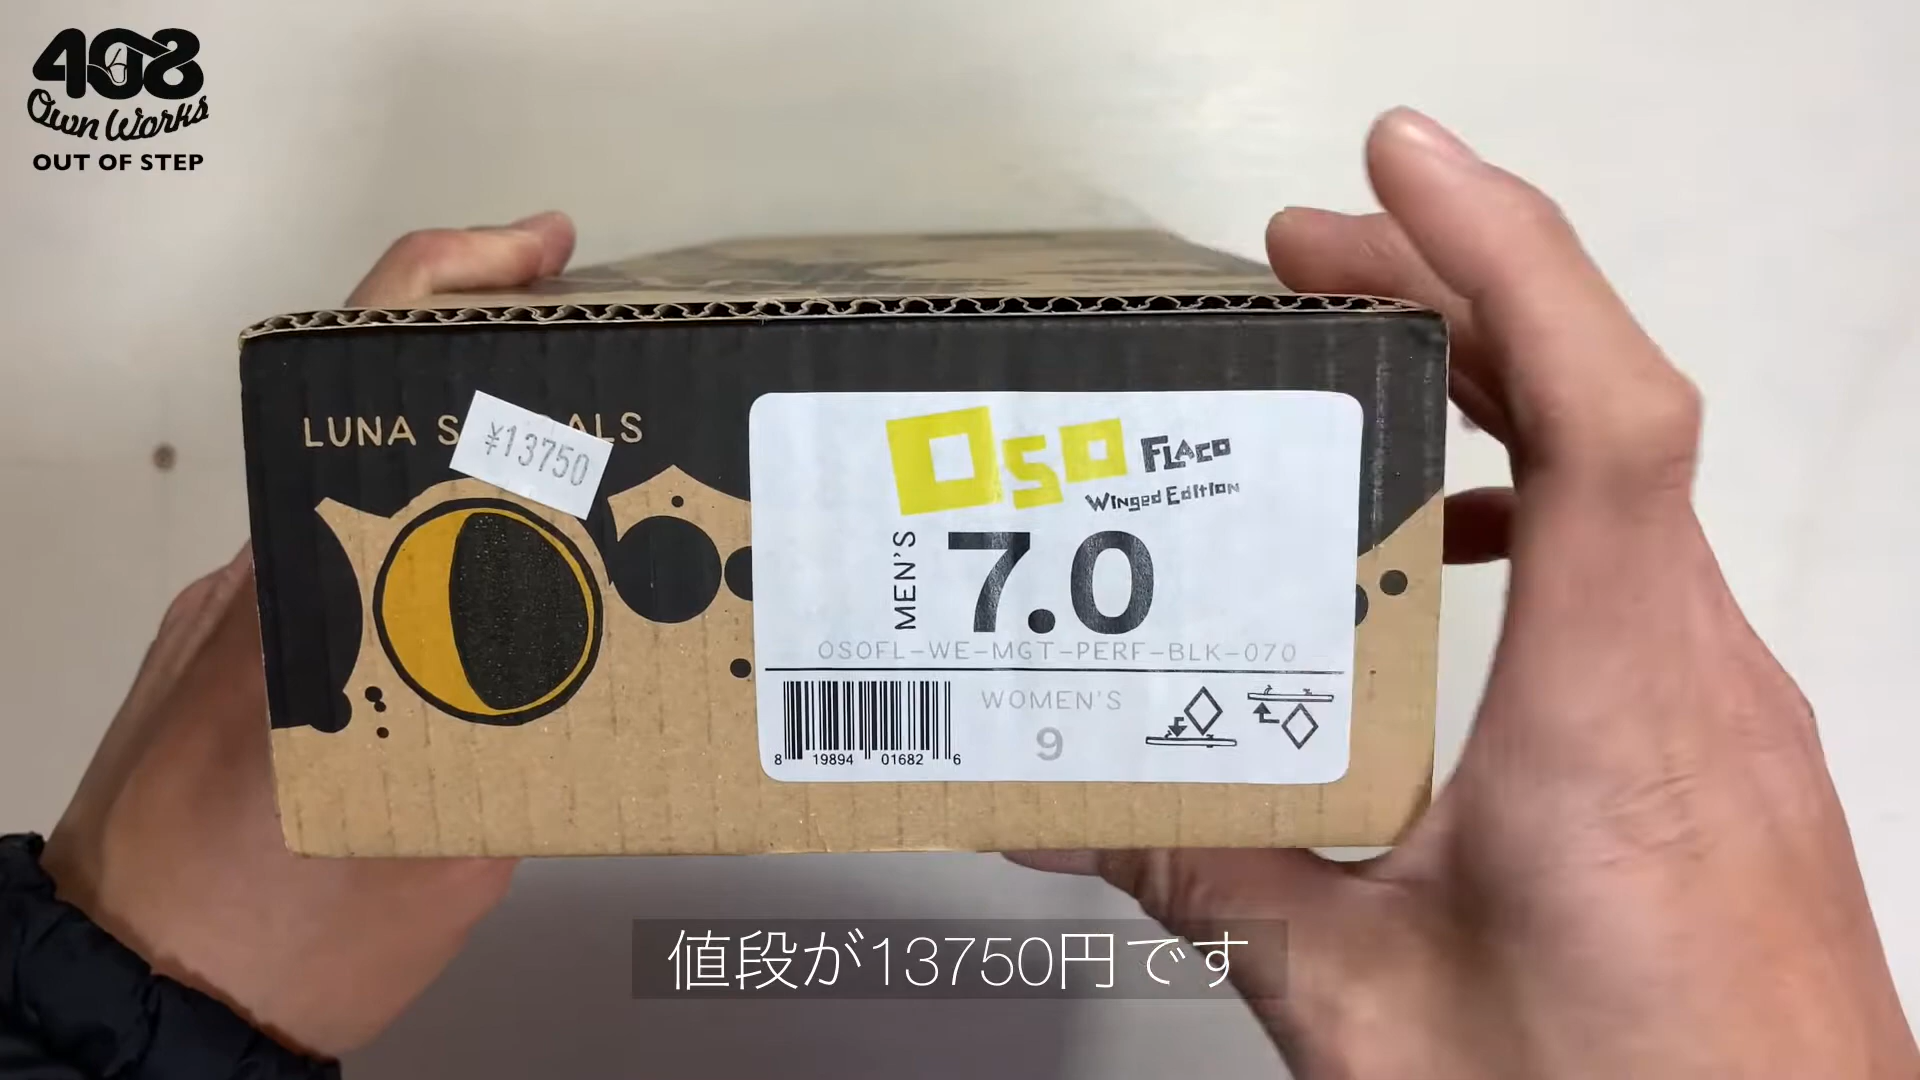 408
Own Works
OUT OF STEP
LUNA S ALS
¥13750
OSO FLACO
Winged Edition
MEN'S
7.0
OSOFL-WE-MGT-PERF-BLK-070
WOMEN'S
9
8 19894 01682 6
値段が13750円です